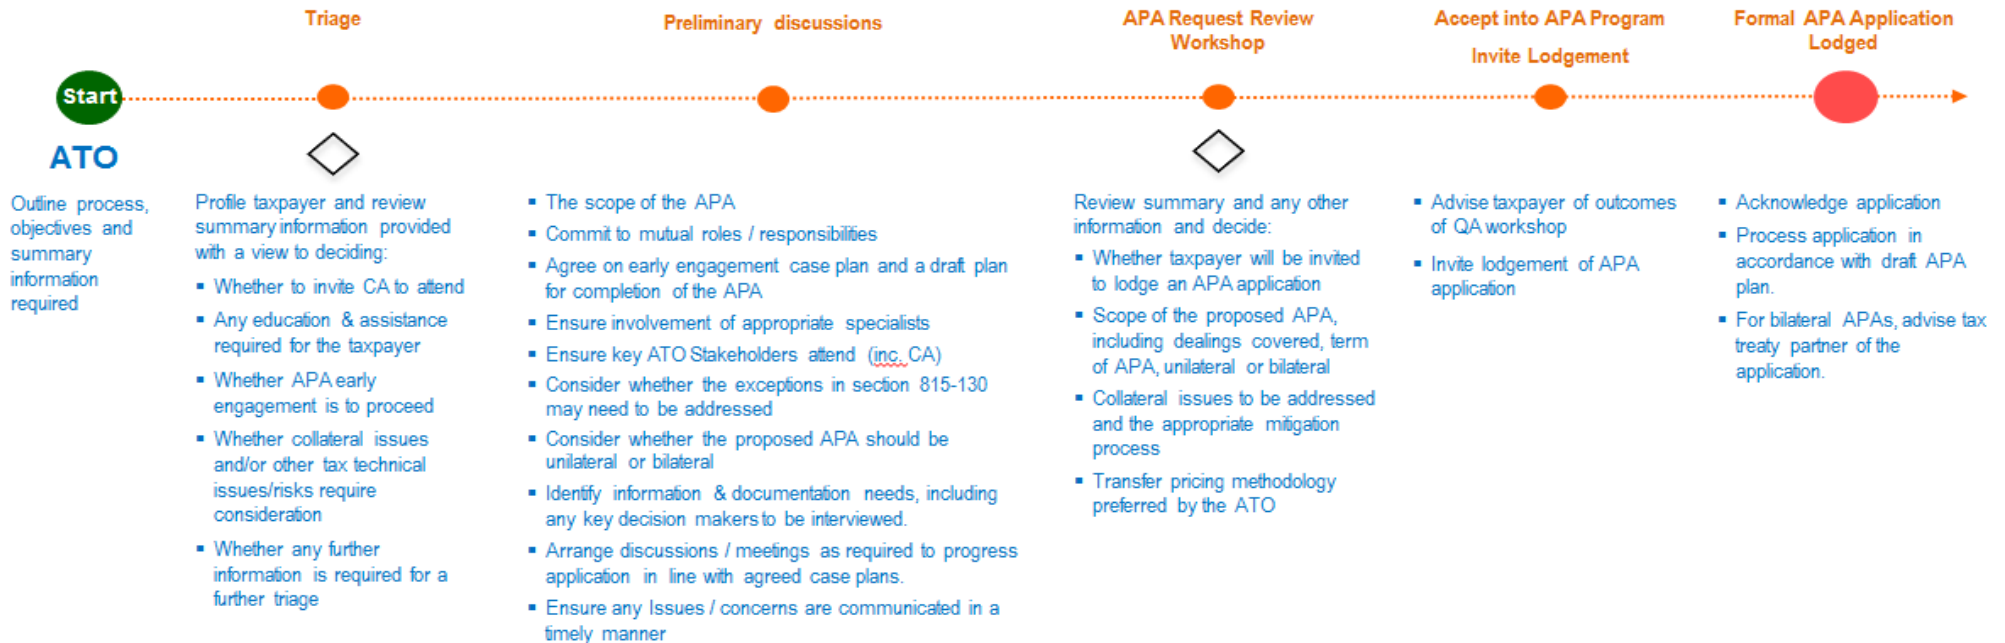 Triage
Preliminary discussions
APA Request Review
Workshop
Accept into APA Program
Invite Lodgement
Formal APA Application
Lodged
Start
ATO
Outline process,
objectives and
summary
information
required
Profile taxpayer and review
summary information provided
with a view to deciding:
▪ Whether to invite CA to attend
▪ Any education & assistance
required for the taxpayer
▪ Whether APA early
engagement is to proceed
▪ Whether collateral issues
and/or other tax technical
issues/risks require
consideration
▪ Whether any further
information is required for a
further triage
▪ The scope of the APA
▪ Commit to mutual roles / responsibilities
▪ Agree on early engagement case plan and a draft plan
for completion of the APA
▪ Ensure involvement of appropriate specialists
▪ Ensure key ATO Stakeholders attend (inc. CA)
▪ Consider whether the exceptions in section 815-130
may need to be addressed
▪ Consider whether the proposed APA should be
unilateral or bilateral
▪ Identify information & documentation needs, including
any key decision makers to be interviewed.
▪ Arrange discussions / meetings as required to progress
application in line with agreed case plans.
▪ Ensure any Issues / concerns are communicated in a
timely manner
Review summary and any other
information and decide:
▪ Whether taxpayer will be invited
to lodge an APA application
▪ Scope of the proposed APA,
including dealings covered, term
of APA, unilateral or bilateral
▪ Collateral issues to be addressed
and the appropriate mitigation
process
▪ Transfer pricing methodology
preferred by the ATO
▪ Advise taxpayer of outcomes
of QA workshop
▪ Invite lodgement of APA
application
▪ Acknowledge application
▪ Process application in
accordance with draft APA
plan.
▪ For bilateral APAs, advise tax
treaty partner of the
application.